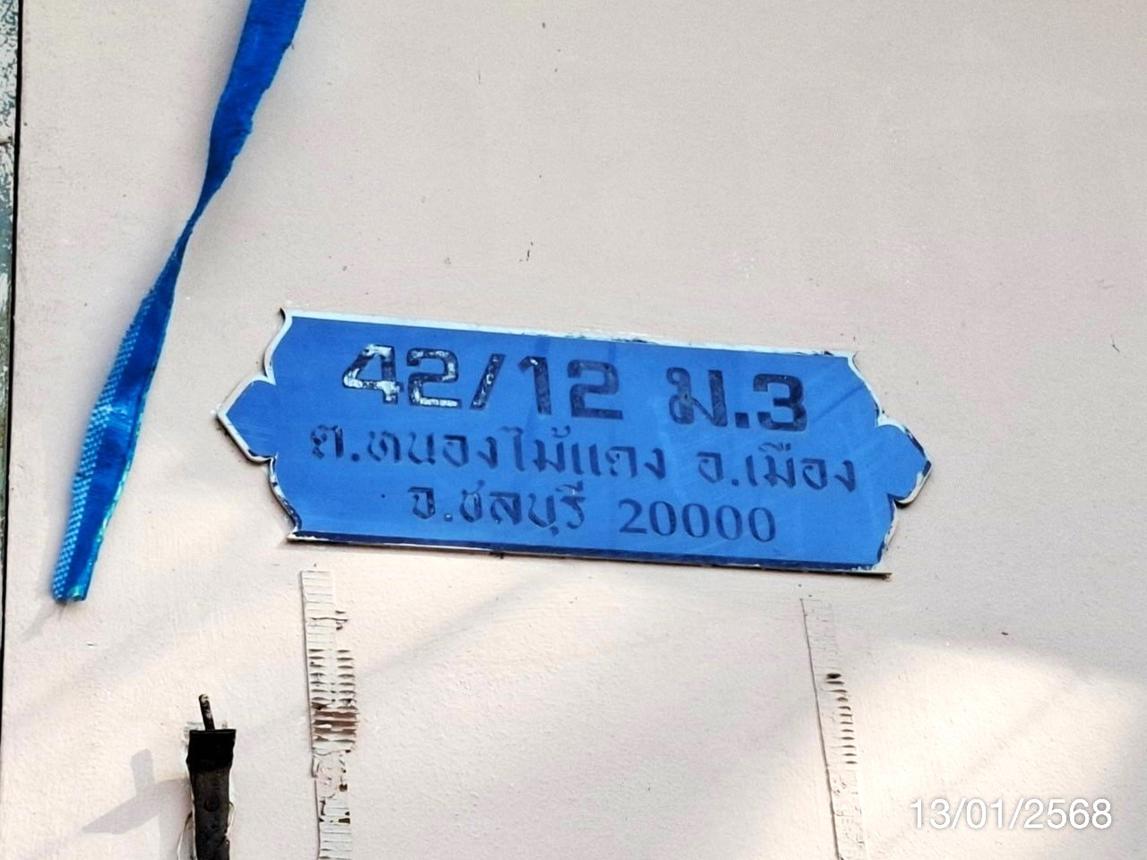 42/12 ม.3
ต.หนองไม้แดง อ.เมือง
จ.ชลบุรี 20000
13/01/2568